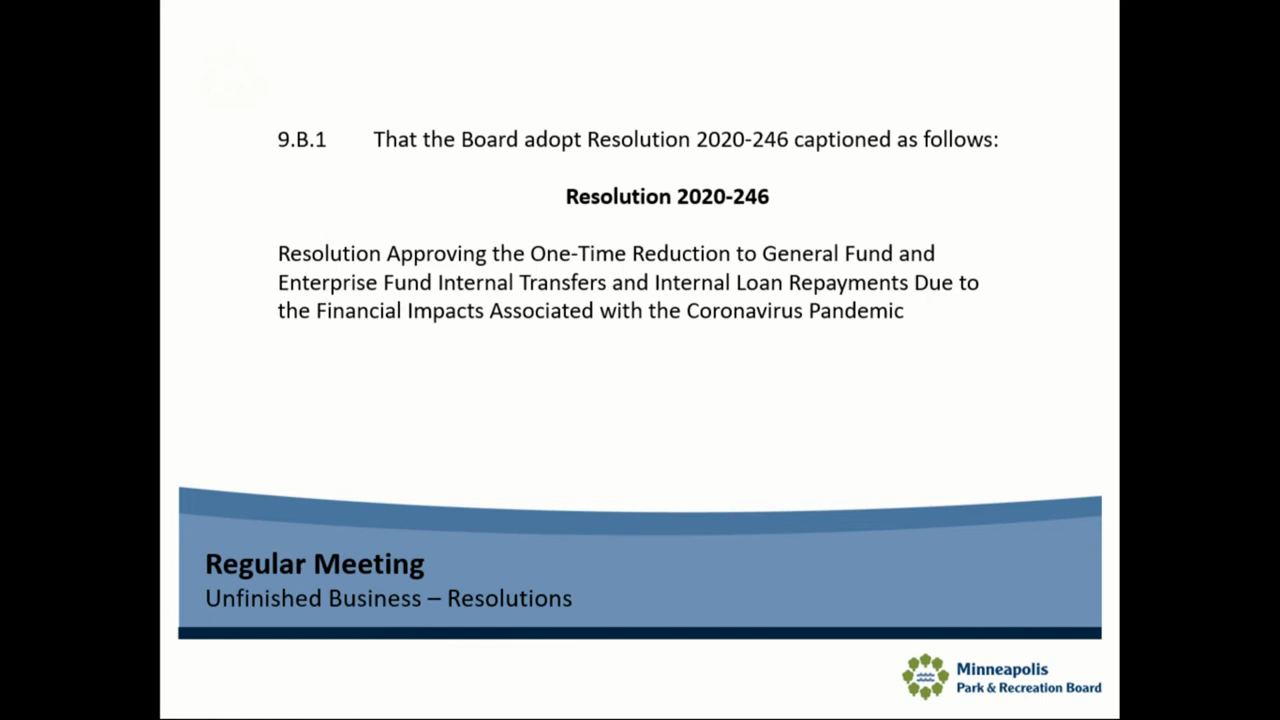 9.B.1 That the Board adopt Resolution 2020-246 captioned as follows:
Resolution 2020-246
Resolution Approving the One-Time Reduction to General Fund and
Enterprise Fund Internal Transfers and Internal Loan Repayments Due to
the Financial Impacts Associated with the Coronavirus Pandemic
Regular Meeting
Unfinished Business – Resolutions
Minneapolis
Park & Recreation Board